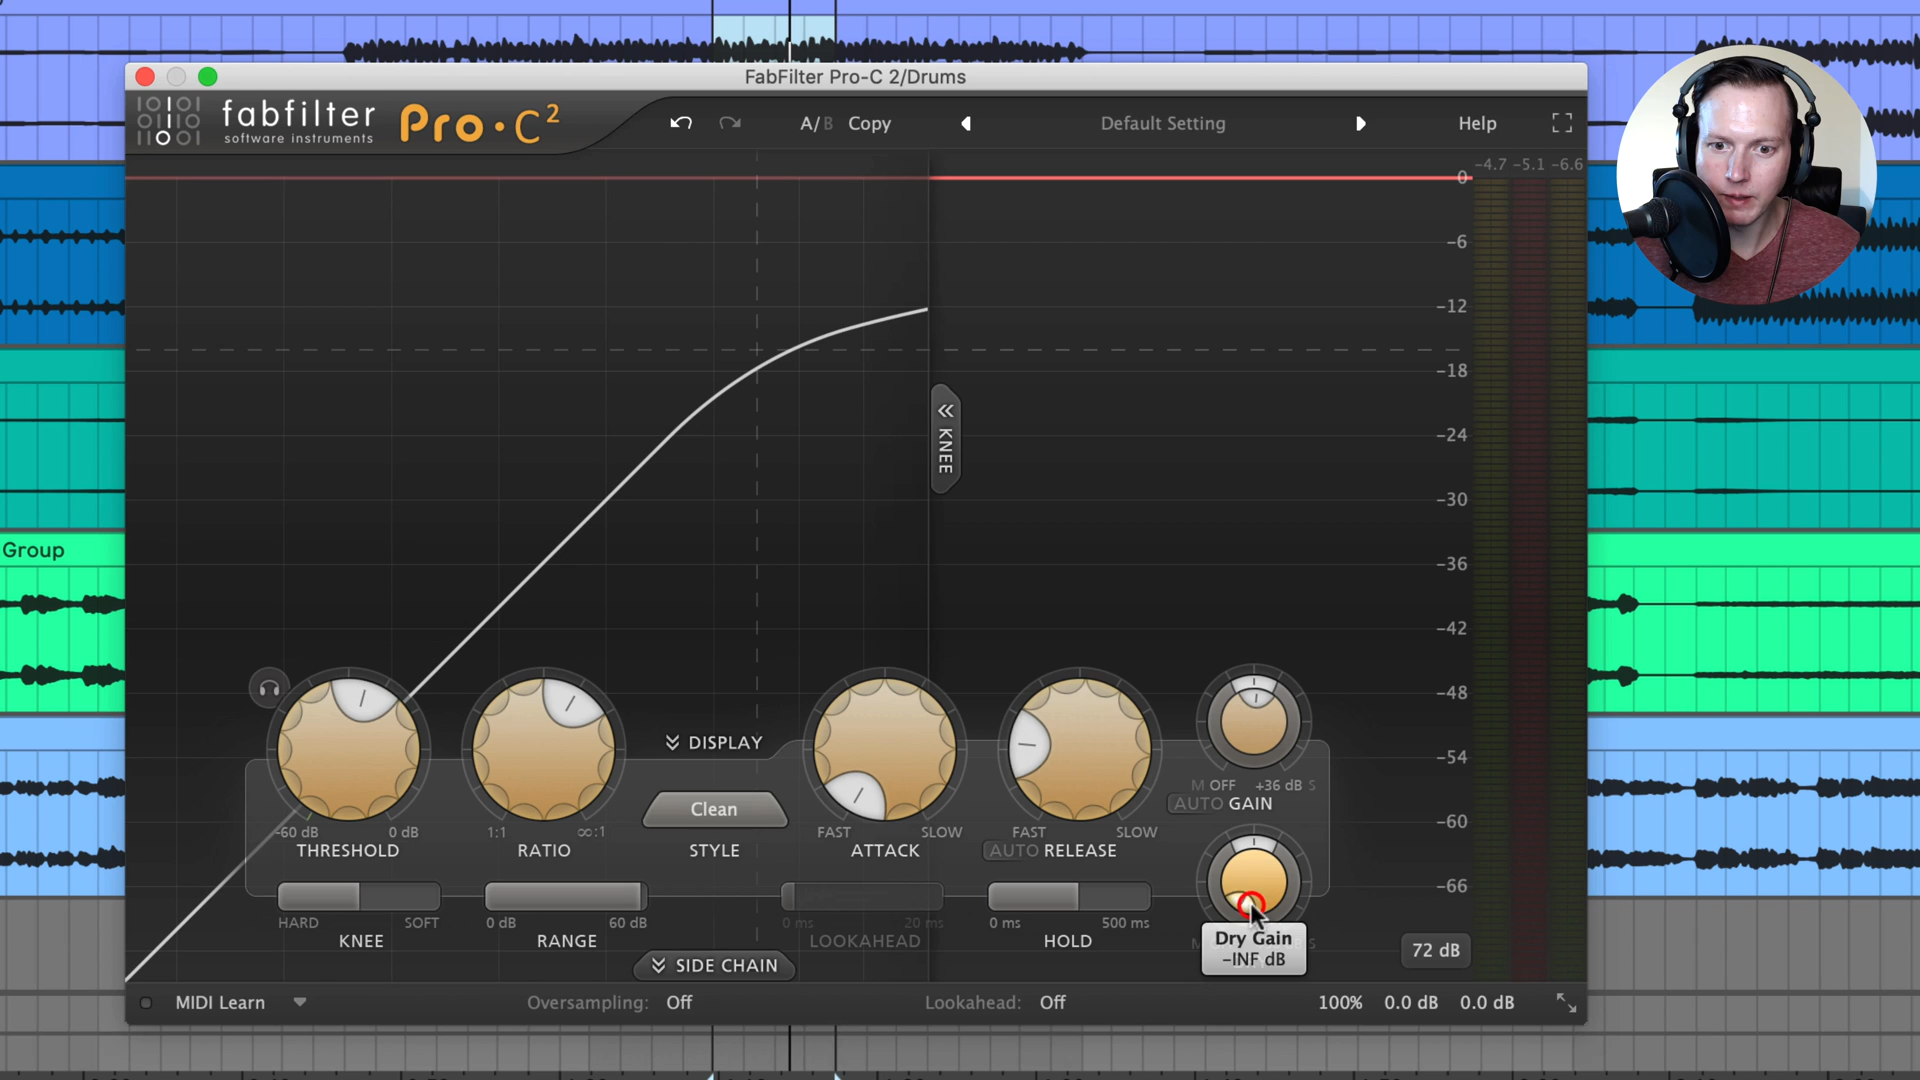 FabFilter Pro-C 2/Drums
fabfilter
software instruments
Pro·C²
A/B Copy
Default Setting
Help
-4.7 -5.1 -6.6
0
-6
-12
-18
KNEE
-24
-30
-36
Group
-42
-48
-54
-60
-66
DISPLAY
Clean
STYLE
-60 dB 0 dB
THRESHOLD
1:1 ∞:1
RATIO
FAST SLOW
ATTACK
FAST SLOW
AUTO RELEASE
M OFF +36 dB S
AUTO GAIN
HARD SOFT
KNEE
0 dB 60 dB
RANGE
0 ms 20 ms
LOOKAHEAD
0 ms 500 ms
HOLD
Dry Gain
-INF dB
72 dB
SIDE CHAIN
MIDI Learn
Oversampling: Off
Lookahead: Off
100% 0.0 dB 0.0 dB